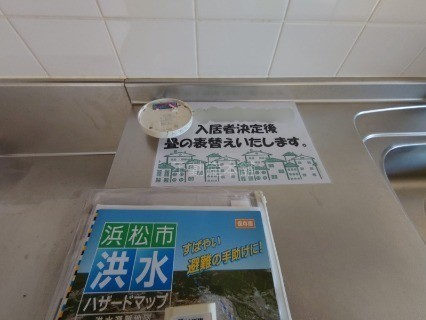 入居者決定後
畳の表替えいたします。
浜松市
洪水
ハザードマップ
すばやい
避難の手助けに!